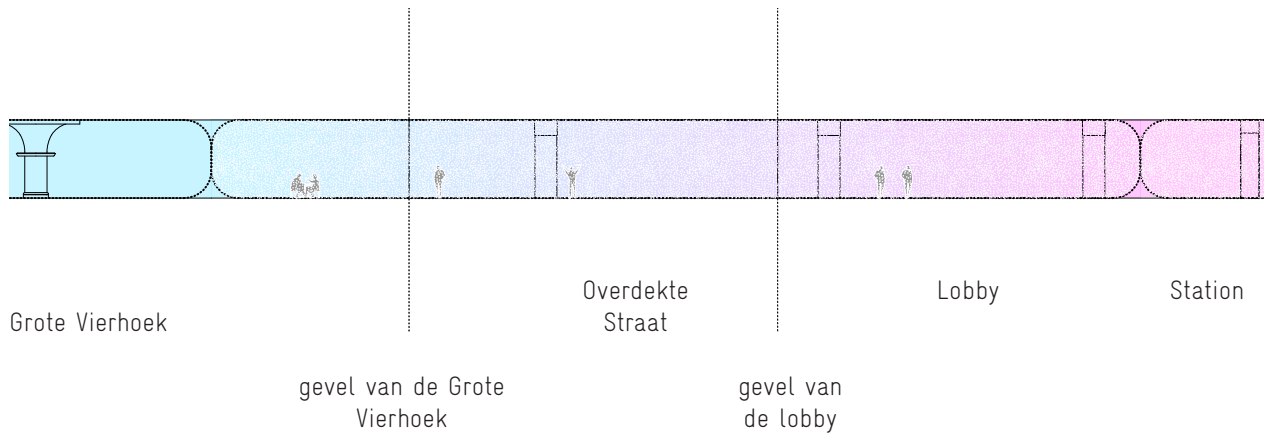 Grote Vierhoek
Overdekte
Straat
Lobby
Station
gevel van de Grote
Vierhoek
gevel van
de lobby